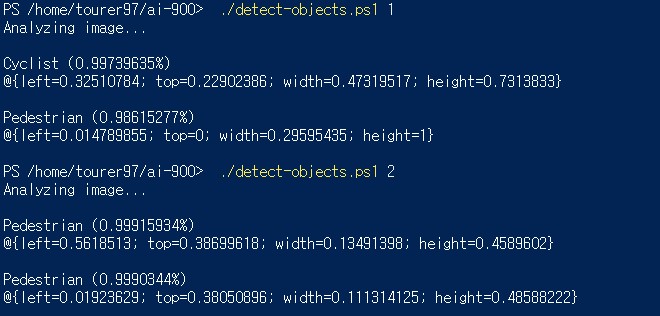 PS /home/tourer97/ai-900> ./detect-objects.ps1 1
Analyzing image...
Cyclist (0.99739635%)
@{left=0.32510784; top=0.22902386; width=0.47319517; height=0.7313833}
Pedestrian (0.98615277%)
@{left=0.014789855; top=0; width=0.29595435; height=1}
PS /home/tourer97/ai-900> ./detect-objects.ps1 2
Analyzing image...
Pedestrian (0.99915934%)
@{left=0.5618513; top=0.38699618; width=0.13491398; height=0.4589602}
Pedestrian (0.9990344%)
@{left=0.01923629; top=0.38050896; width=0.111314125; height=0.48588222}